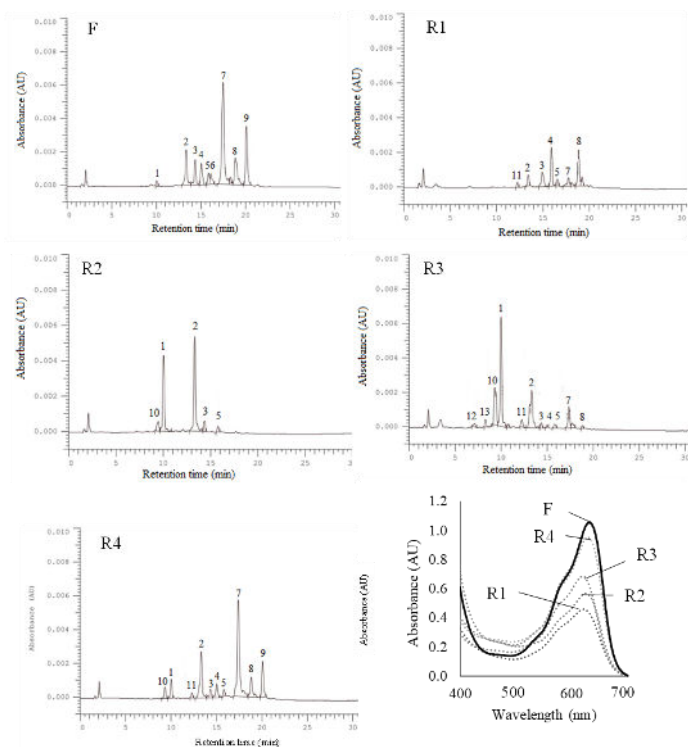 F
Absorbance (AU)
0.010
0.008
0.006
0.004
0.002
0.000
1
2
3
4
56
7
8
9
0 5 10 15 20 25 30
Retention time (min)
R1
Absorbance (AU)
0.010
0.008
0.006
0.004
0.002
0.000
11
2
3
4
5
7
8
0 5 10 15 20 25 30
Retention time (min)
R2
Absorbance (AU)
0.010
0.008
0.006
0.004
0.002
0.000
10
1
2
3
5
0 5 10 15 20 25 30
Retention time (min)
R3
Absorbance (AU)
0.010
0.008
0.006
0.004
0.002
0.000
12
13
10
1
11
2
3
4
5
7
8
0 5 10 15 20 25 30
Retention time (min)
R4
Absorbance (AU)
0.010
0.008
0.006
0.004
0.002
0.000
10
1
11
2
3
4
5
7
8
9
0 5 10 15 20 25 30
Retention time (min)
Absorbance (AU)
Absorbance (AU)
1.2
1.0
0.8
0.6
0.4
0.2
0.0
F
R4
R3
R1
R2
400 500 600 700
Wavelength (nm)